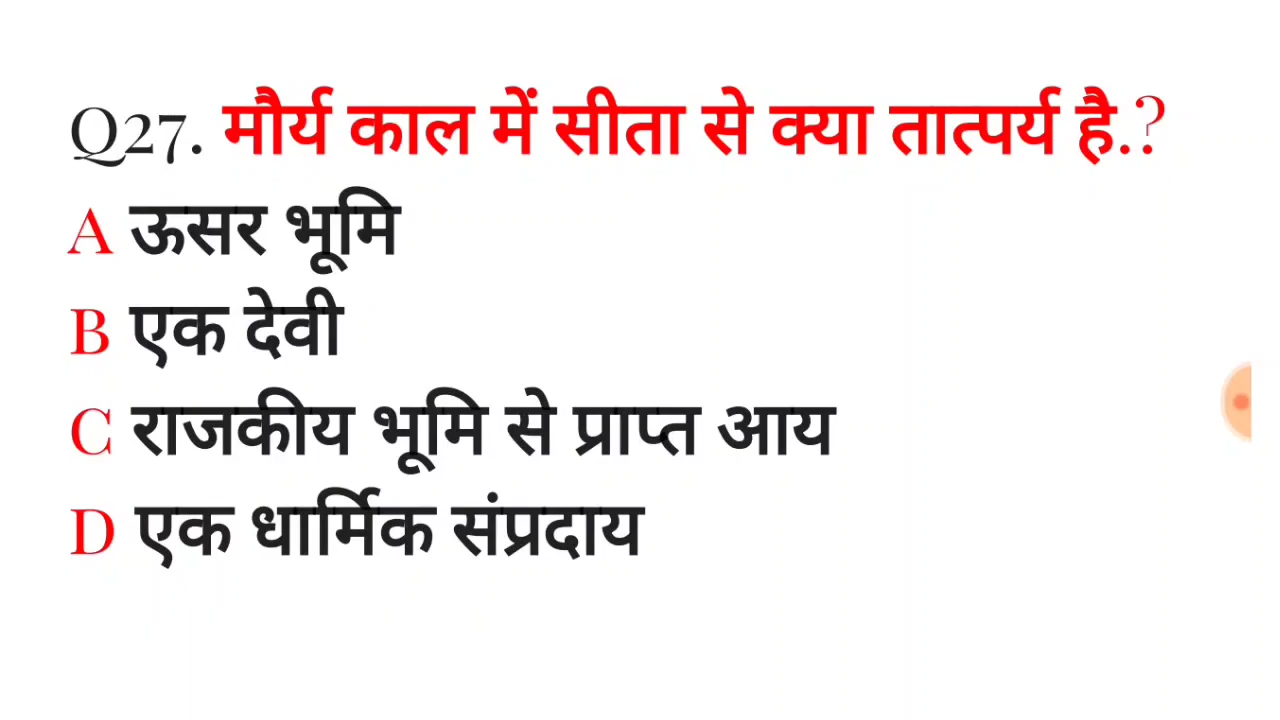 Q27. मौर्य काल में सीता से क्या तात्पर्य है.?
A ऊसर भूमि
B एक देवी
C राजकीय भूमि से प्राप्त आय
D एक धार्मिक संप्रदाय